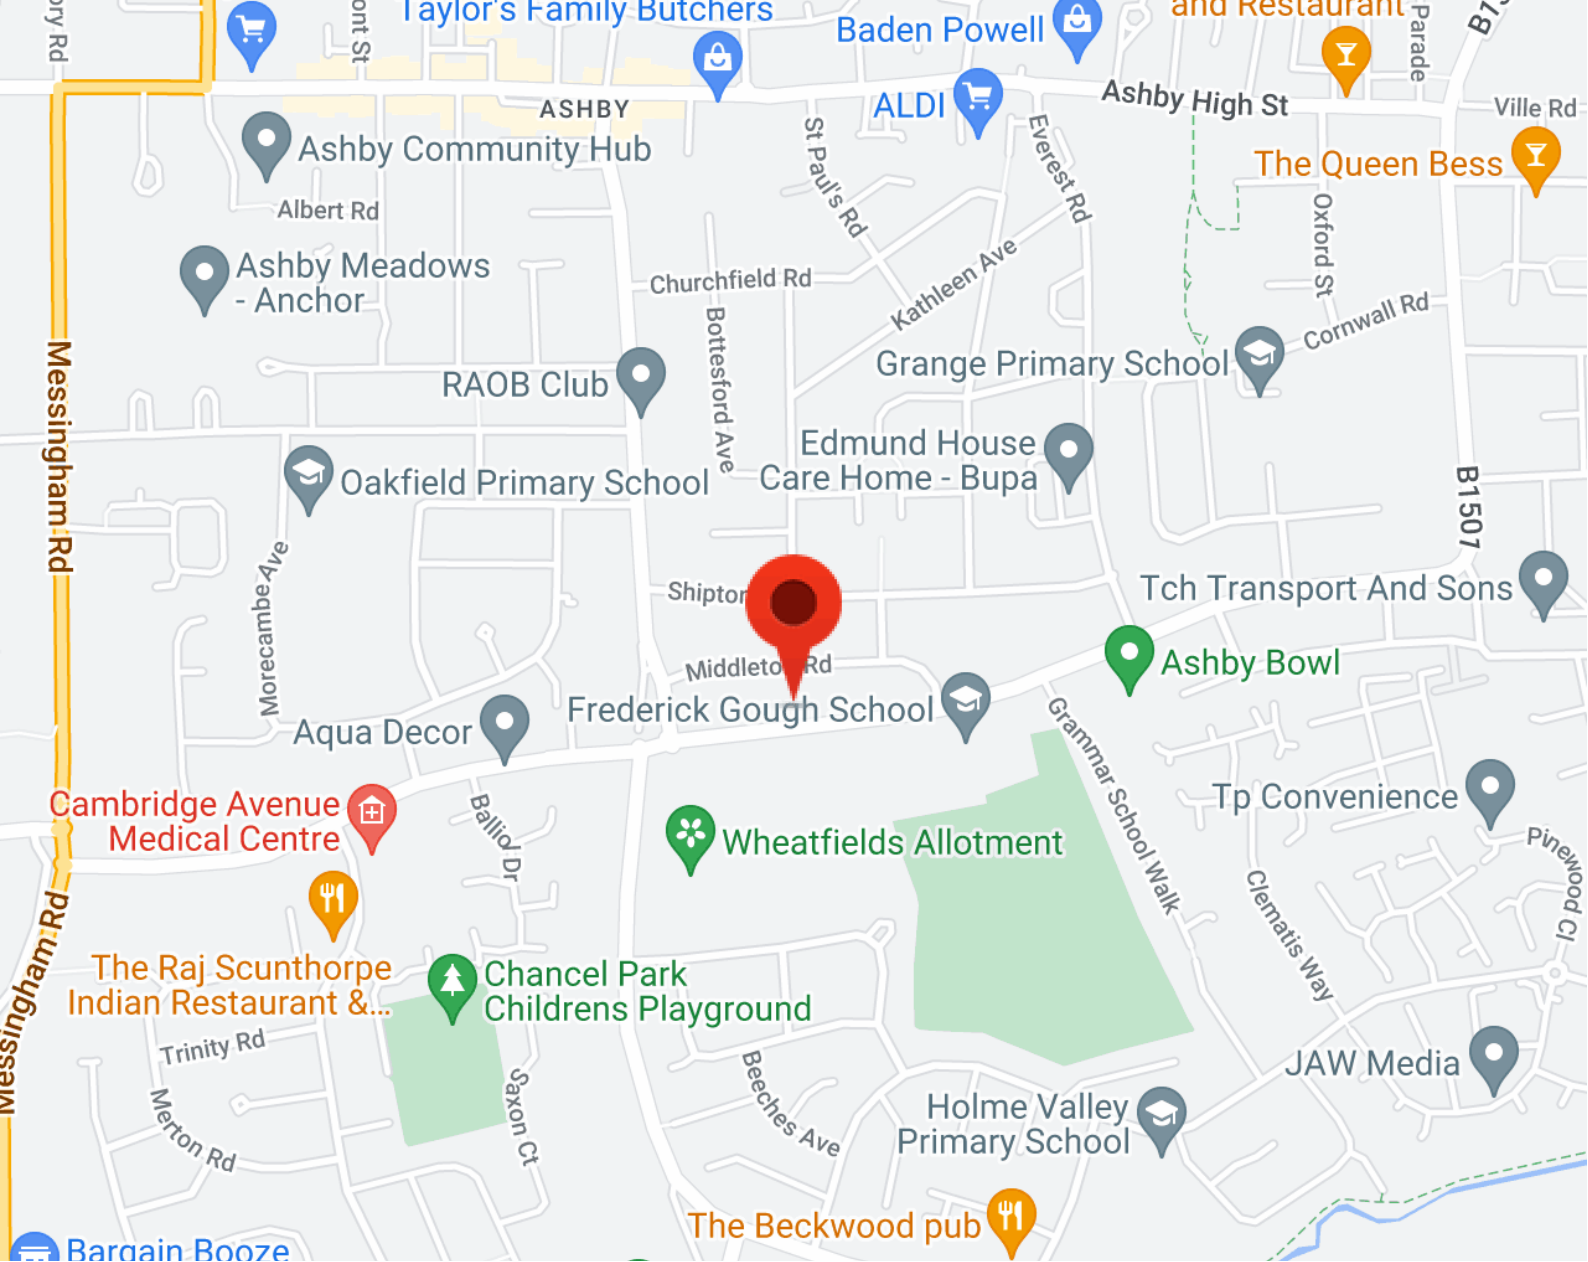 ory Rd
ont St
Taylor's Family Butchers
Baden Powell
and Restaurant
Parade
ALDI
Ashby High St
Ville Rd
ASHBY
Ashby Community Hub
St Paul's Rd
Everest Rd
The Queen Bess
Albert Rd
Oxford St
Ashby Meadows
- Anchor
Churchfield Rd
Kathleen Ave
Cornwall Rd
Bottesford Ave
Messingham Rd
RAOB Club
Grange Primary School
Edmund House
Care Home - Bupa
Oakfield Primary School
B1507
Morecambe Ave
Shipton
Tch Transport And Sons
Middleton Rd
Ashby Bowl
Frederick Gough School
Aqua Decor
Grammar School Walk
Cambridge Avenue
Medical Centre
Balliol Dr
Tp Convenience
Wheatfields Allotment
Pinewood Cl
Clematis Way
Messingham Rd
The Raj Scunthorpe
Indian Restaurant &...
Chancel Park
Childrens Playground
Trinity Rd
Beeches Ave
Saxon Ct
JAW Media
Merton Rd
Holme Valley
Primary School
The Beckwood pub
Bargain Booze